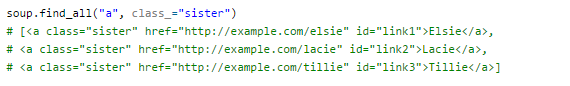 soup.find_all("a", class_="sister")
# [<a class="sister" href="http://example.com/elsie" id="link1">Elsie</a>,
# <a class="sister" href="http://example.com/lacie" id="link2">Lacie</a>,
# <a class="sister" href="http://example.com/tillie" id="link3">Tillie</a>]